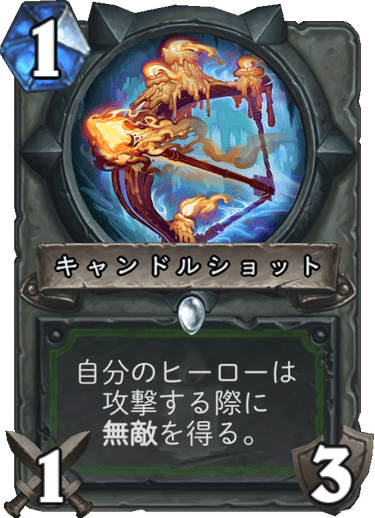 1
キャンドルショット
自分のヒーローは
攻撃する際に
無敵を得る。
1
3